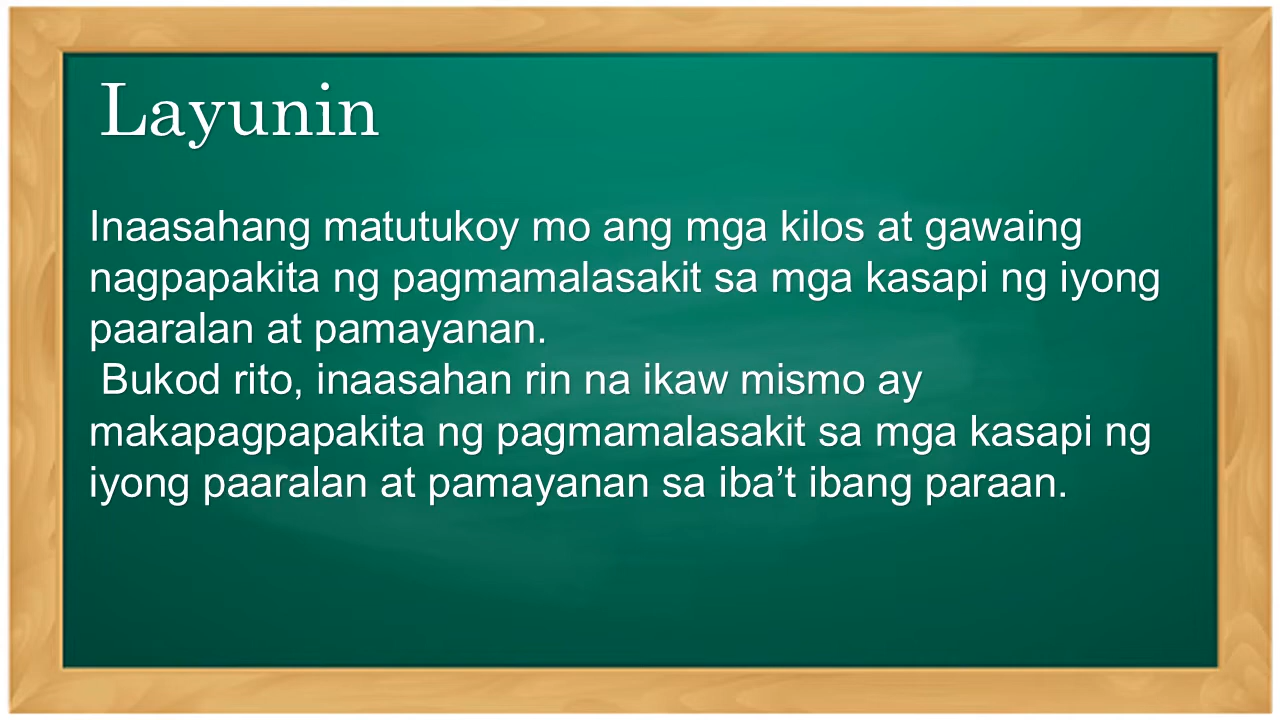 Layunin
Inaasahang matutukoy mo ang mga kilos at gawaing
nagpapakita ng pagmamalasakit sa mga kasapi ng iyong
paaralan at pamayanan.
Bukod rito, inaasahan rin na ikaw mismo ay
makapagpapakita ng pagmamalasakit sa mga kasapi ng
iyong paaralan at pamayanan sa iba’t ibang paraan.